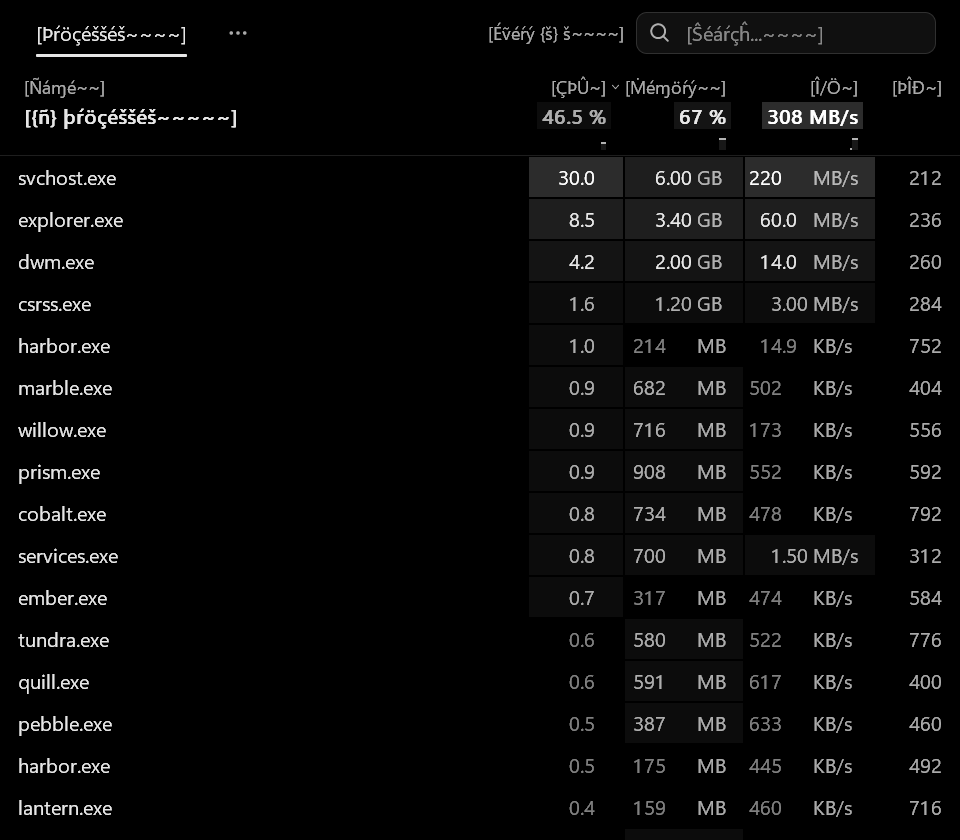 [Þŕöçéššéš~~~~] ... [Éṽéŕý {š} š~~~~] [Ŝéáŕçĥ...~~~~]
[Ñáɱé~~] [ÇÞÛ~] [Ṁéɱöŕý~~] [Î/Ö~] [ÞÎÐ~]
[{ñ} þŕöçéššéš~~~~~] 46.5 % 67 % 308 MB/s
svchost.exe 30.0 6.00 GB 220 MB/s 212
explorer.exe 8.5 3.40 GB 60.0 MB/s 236
dwm.exe 4.2 2.00 GB 14.0 MB/s 260
csrss.exe 1.6 1.20 GB 3.00 MB/s 284
harbor.exe 1.0 214 MB 14.9 KB/s 752
marble.exe 0.9 682 MB 502 KB/s 404
willow.exe 0.9 716 MB 173 KB/s 556
prism.exe 0.9 908 MB 552 KB/s 592
cobalt.exe 0.8 734 MB 478 KB/s 792
services.exe 0.8 700 MB 1.50 MB/s 312
ember.exe 0.7 317 MB 474 KB/s 584
tundra.exe 0.6 580 MB 522 KB/s 776
quill.exe 0.6 591 MB 617 KB/s 400
pebble.exe 0.5 387 MB 633 KB/s 460
harbor.exe 0.5 175 MB 445 KB/s 492
lantern.exe 0.4 159 MB 460 KB/s 716